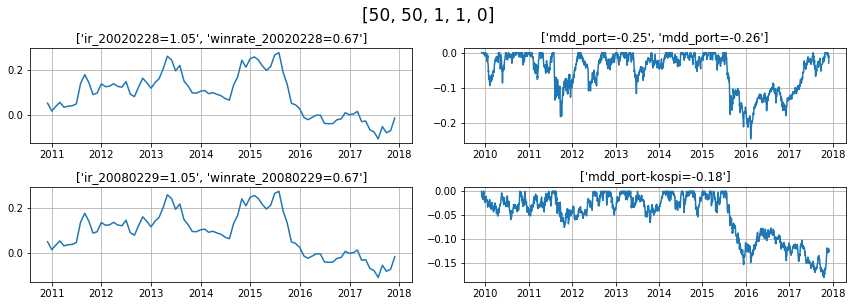 [50, 50, 1, 1, 0]
['ir_20020228=1.05', 'winrate_20020228=0.67']
0.2
0.0
2011 2012 2013 2014 2015 2016 2017 2018
['mdd_port=-0.25', 'mdd_port=-0.26']
0.0
−0.1
−0.2
2010 2011 2012 2013 2014 2015 2016 2017 2018
['ir_20080229=1.05', 'winrate_20080229=0.67']
0.2
0.0
2011 2012 2013 2014 2015 2016 2017 2018
['mdd_port-kospi=-0.18']
0.00
−0.05
−0.10
−0.15
2010 2011 2012 2013 2014 2015 2016 2017 2018